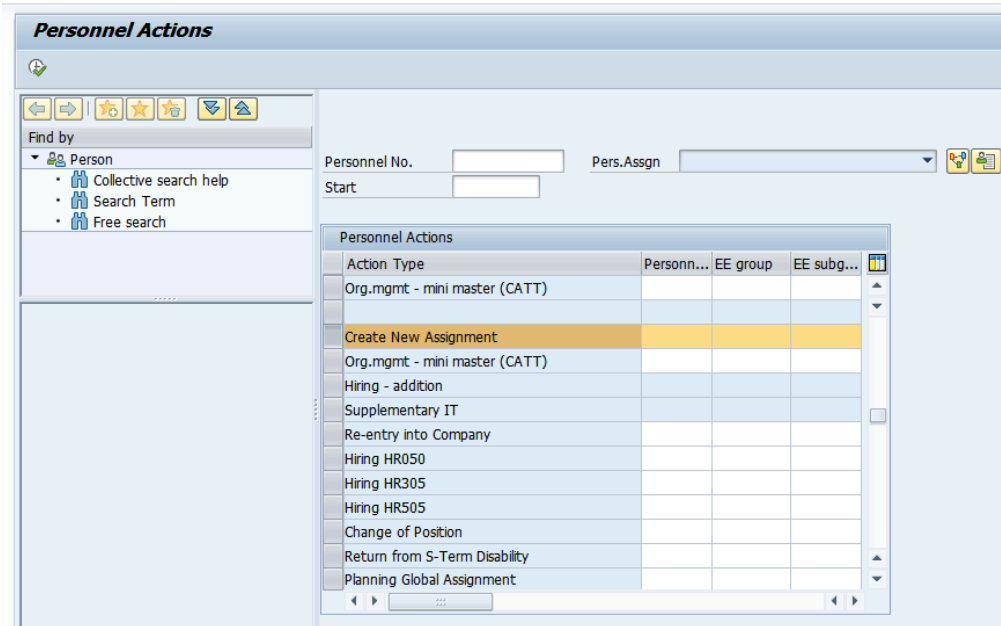 Personnel Actions
Find by
Person
Collective search help
Search Term
Free search
Personnel No.
Pers.Assgn
Start
Personnel Actions
Action Type Personn... EE group EE subg...
Org.mgmt - mini master (CATT)
Create New Assignment
Org.mgmt - mini master (CATT)
Hiring - addition
Supplementary IT
Re-entry into Company
Hiring HR050
Hiring HR305
Hiring HR505
Change of Position
Return from S-Term Disability
Planning Global Assignment